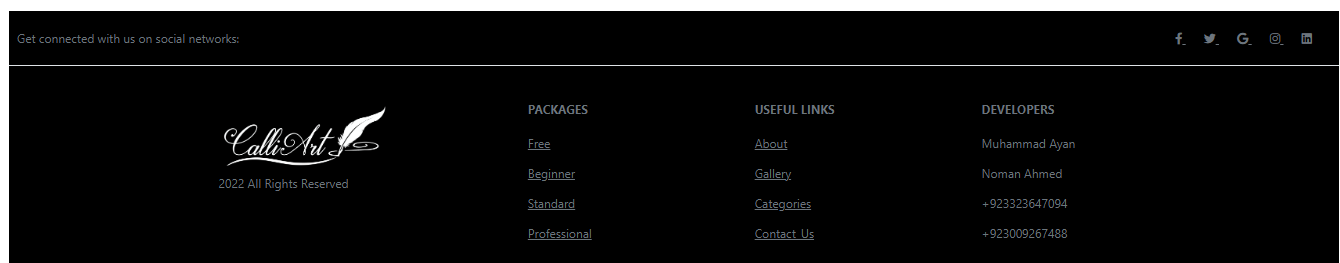 Get connected with us on social networks:
CalliArt
2022 All Rights Reserved
PACKAGES
Free
Beginner
Standard
Professional
USEFUL LINKS
About
Gallery
Categories
Contact Us
DEVELOPERS
Muhammad Ayan
Noman Ahmed
+923323647094
+923009267488